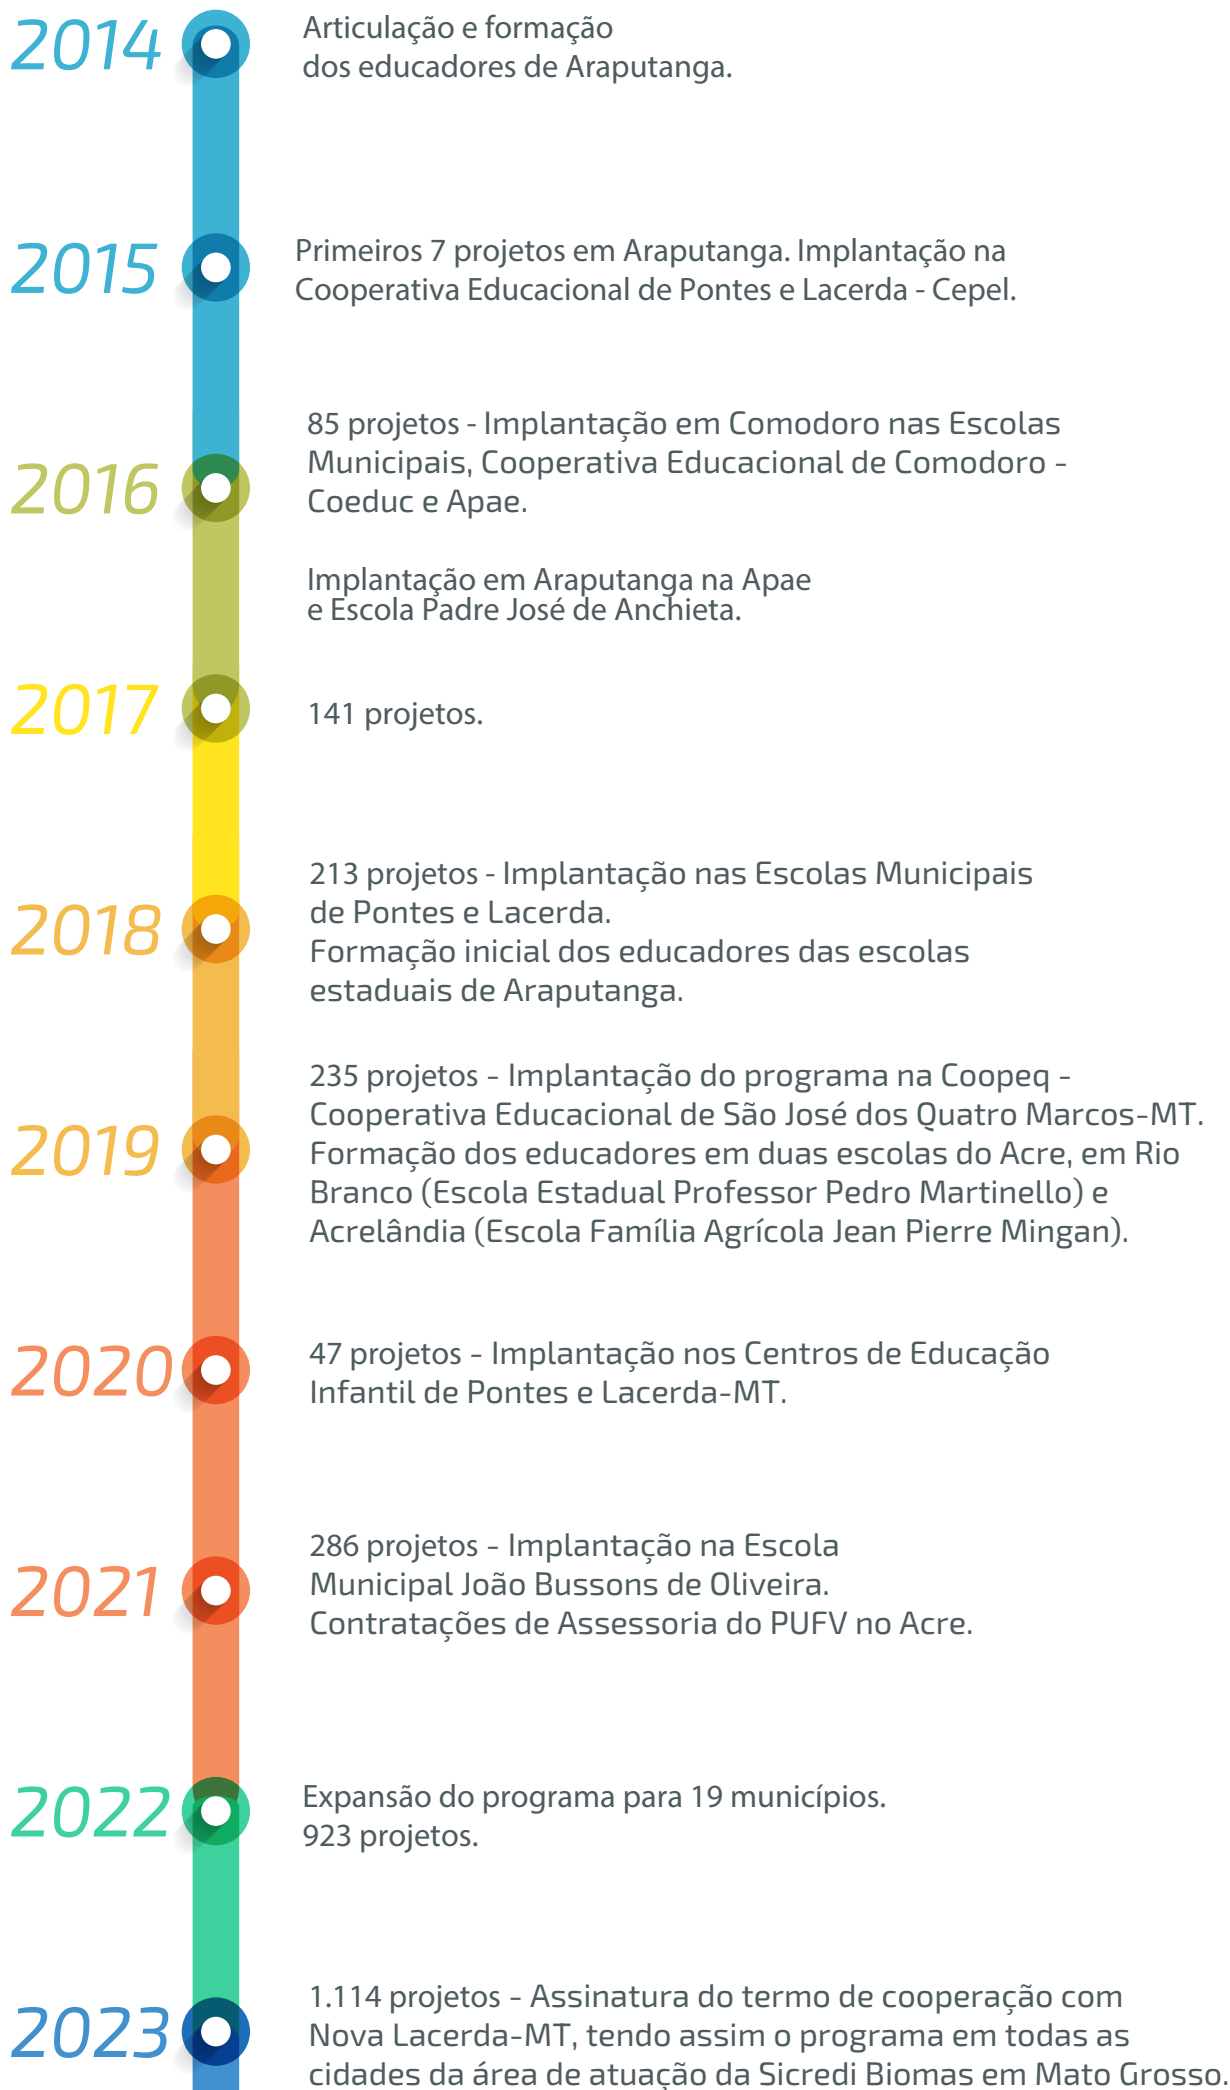 2014
Articulação e formação
dos educadores de Araputanga.
2015
Primeiros 7 projetos em Araputanga. Implantação na
Cooperativa Educacional de Pontes e Lacerda - Cepel.
2016
85 projetos - Implantação em Comodoro nas Escolas
Municipais, Cooperativa Educacional de Comodoro -
Coeduc e Apae.
Implantação em Araputanga na Apae
e Escola Padre José de Anchieta.
2017
141 projetos.
2018
213 projetos - Implantação nas Escolas Municipais
de Pontes e Lacerda.
Formação inicial dos educadores das escolas
estaduais de Araputanga.
2019
235 projetos - Implantação do programa na Coopeq -
Cooperativa Educacional de São José dos Quatro Marcos-MT.
Formação dos educadores em duas escolas do Acre, em Rio
Branco (Escola Estadual Professor Pedro Martinello) e
Acrelândia (Escola Família Agrícola Jean Pierre Mingan).
2020
47 projetos - Implantação nos Centros de Educação
Infantil de Pontes e Lacerda-MT.
2021
286 projetos - Implantação na Escola
Municipal João Bussons de Oliveira.
Contratações de Assessoria do PUFV no Acre.
2022
Expansão do programa para 19 municípios.
923 projetos.
2023
1.114 projetos - Assinatura do termo de cooperação com
Nova Lacerda-MT, tendo assim o programa em todas as
cidades da área de atuação da Sicredi Biomas em Mato Grosso.